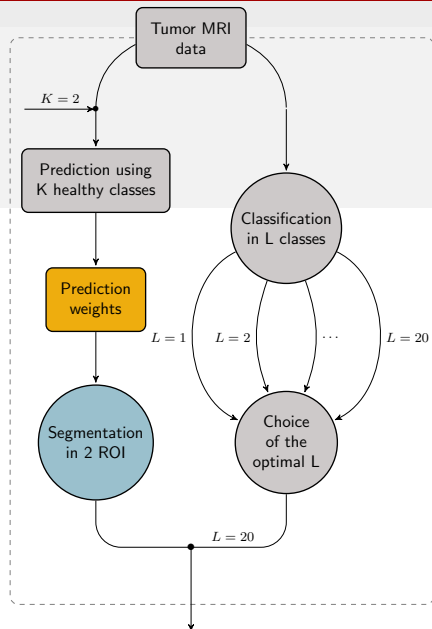 Tumor MRI
data
K = 2
Prediction using
K healthy classes
Classification
in L classes
Prediction
weights
L = 1
L = 2
...
L = 20
Segmentation
in 2 ROI
Choice
of the
optimal L
L = 20